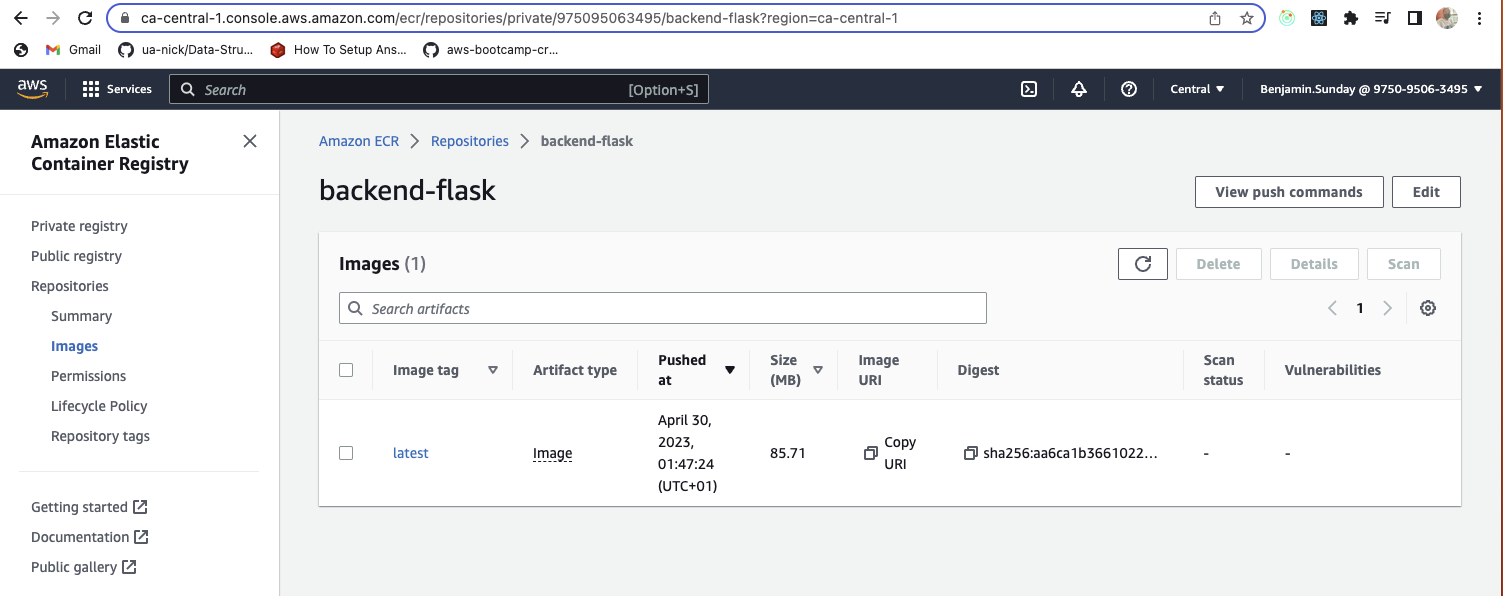 ca-central-1.console.aws.amazon.com/ecr/repositories/private/975095063495/backend-flask?region=ca-central-1
Gmail
ua-nick/Data-Stru...
How To Setup Ans...
aws-bootcamp-cr...
aws
Services
Search
[Option+S]
Central
Benjamin.Sunday @ 9750-9506-3495
Amazon Elastic
Container Registry
Private registry
Public registry
Repositories
Summary
Images
Permissions
Lifecycle Policy
Repository tags
Getting started
Documentation
Public gallery
Amazon ECR
Repositories
backend-flask
backend-flask
View push commands
Edit
Images (1)
Delete
Details
Scan
Search artifacts
1
Image tag
Artifact type
Pushed
at
Size
(MB)
Image
URI
Digest
Scan
status
Vulnerabilities
latest
Image
April 30,
2023,
01:47:24
(UTC+01)
85.71
Copy
URI
sha256:aa6ca1b3661022...
-
-